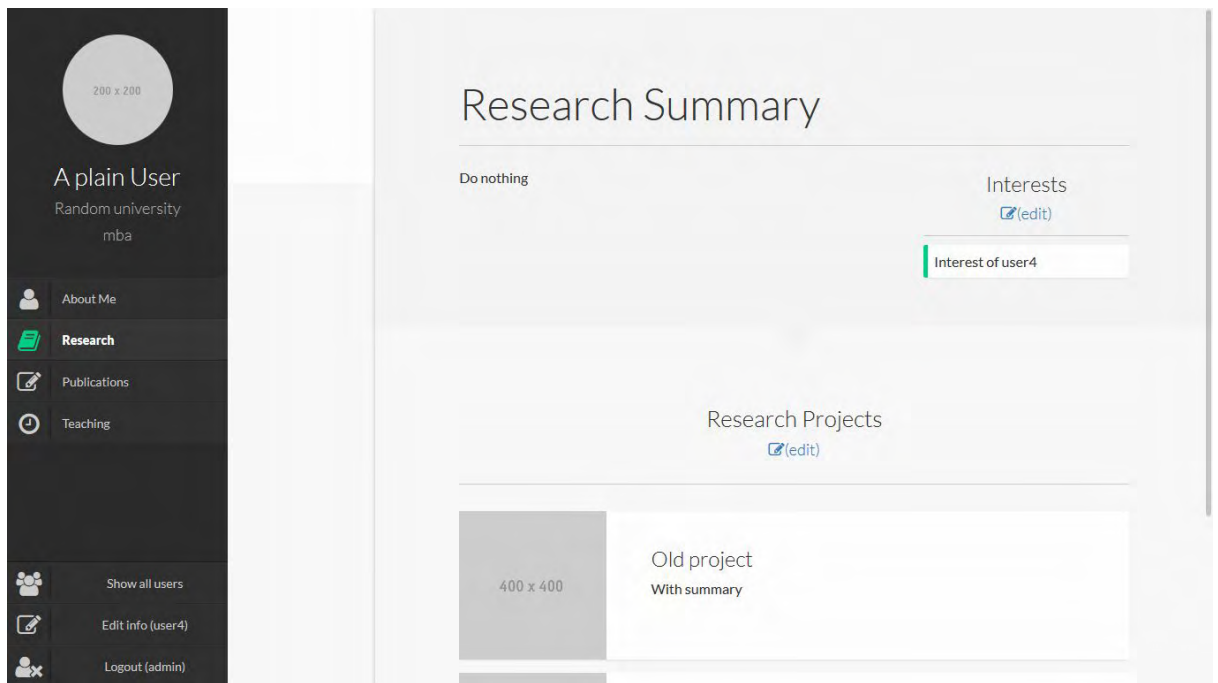 200 x 200
A plain User
Random university
mba
About Me
Research
Publications
Teaching
Show all users
Edit info (user4)
Logout (admin)
Research Summary
Do nothing
Interests
(edit)
Interest of user4
Research Projects
(edit)
400 x 400
Old project
With summary